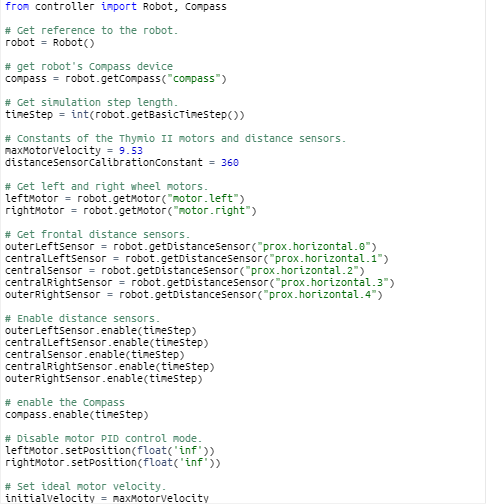 from controller import Robot, Compass
# Get reference to the robot.
robot = Robot()
# get robot's Compass device
compass = robot.getCompass("compass")
# Get simulation step length.
timeStep = int(robot.getBasicTimeStep())
# Constants of the Thymio II motors and distance sensors.
maxMotorVelocity = 9.53
distanceSensorCalibrationConstant = 360
# Get left and right wheel motors.
leftMotor = robot.getMotor("motor.left")
rightMotor = robot.getMotor("motor.right")
# Get frontal distance sensors.
outerLeftSensor = robot.getDistanceSensor("prox.horizontal.0")
centralLeftSensor = robot.getDistanceSensor("prox.horizontal.1")
centralSensor = robot.getDistanceSensor("prox.horizontal.2")
centralRightSensor = robot.getDistanceSensor("prox.horizontal.3")
outerRightSensor = robot.getDistanceSensor("prox.horizontal.4")
# Enable distance sensors.
outerLeftSensor.enable(timeStep)
centralLeftSensor.enable(timeStep)
centralSensor.enable(timeStep)
centralRightSensor.enable(timeStep)
outerRightSensor.enable(timeStep)
# enable the Compass
compass.enable(timeStep)
# Disable motor PID control mode.
leftMotor.setPosition(float('inf'))
rightMotor.setPosition(float('inf'))
# Set ideal motor velocity.
initialVelocity = maxMotorVelocity